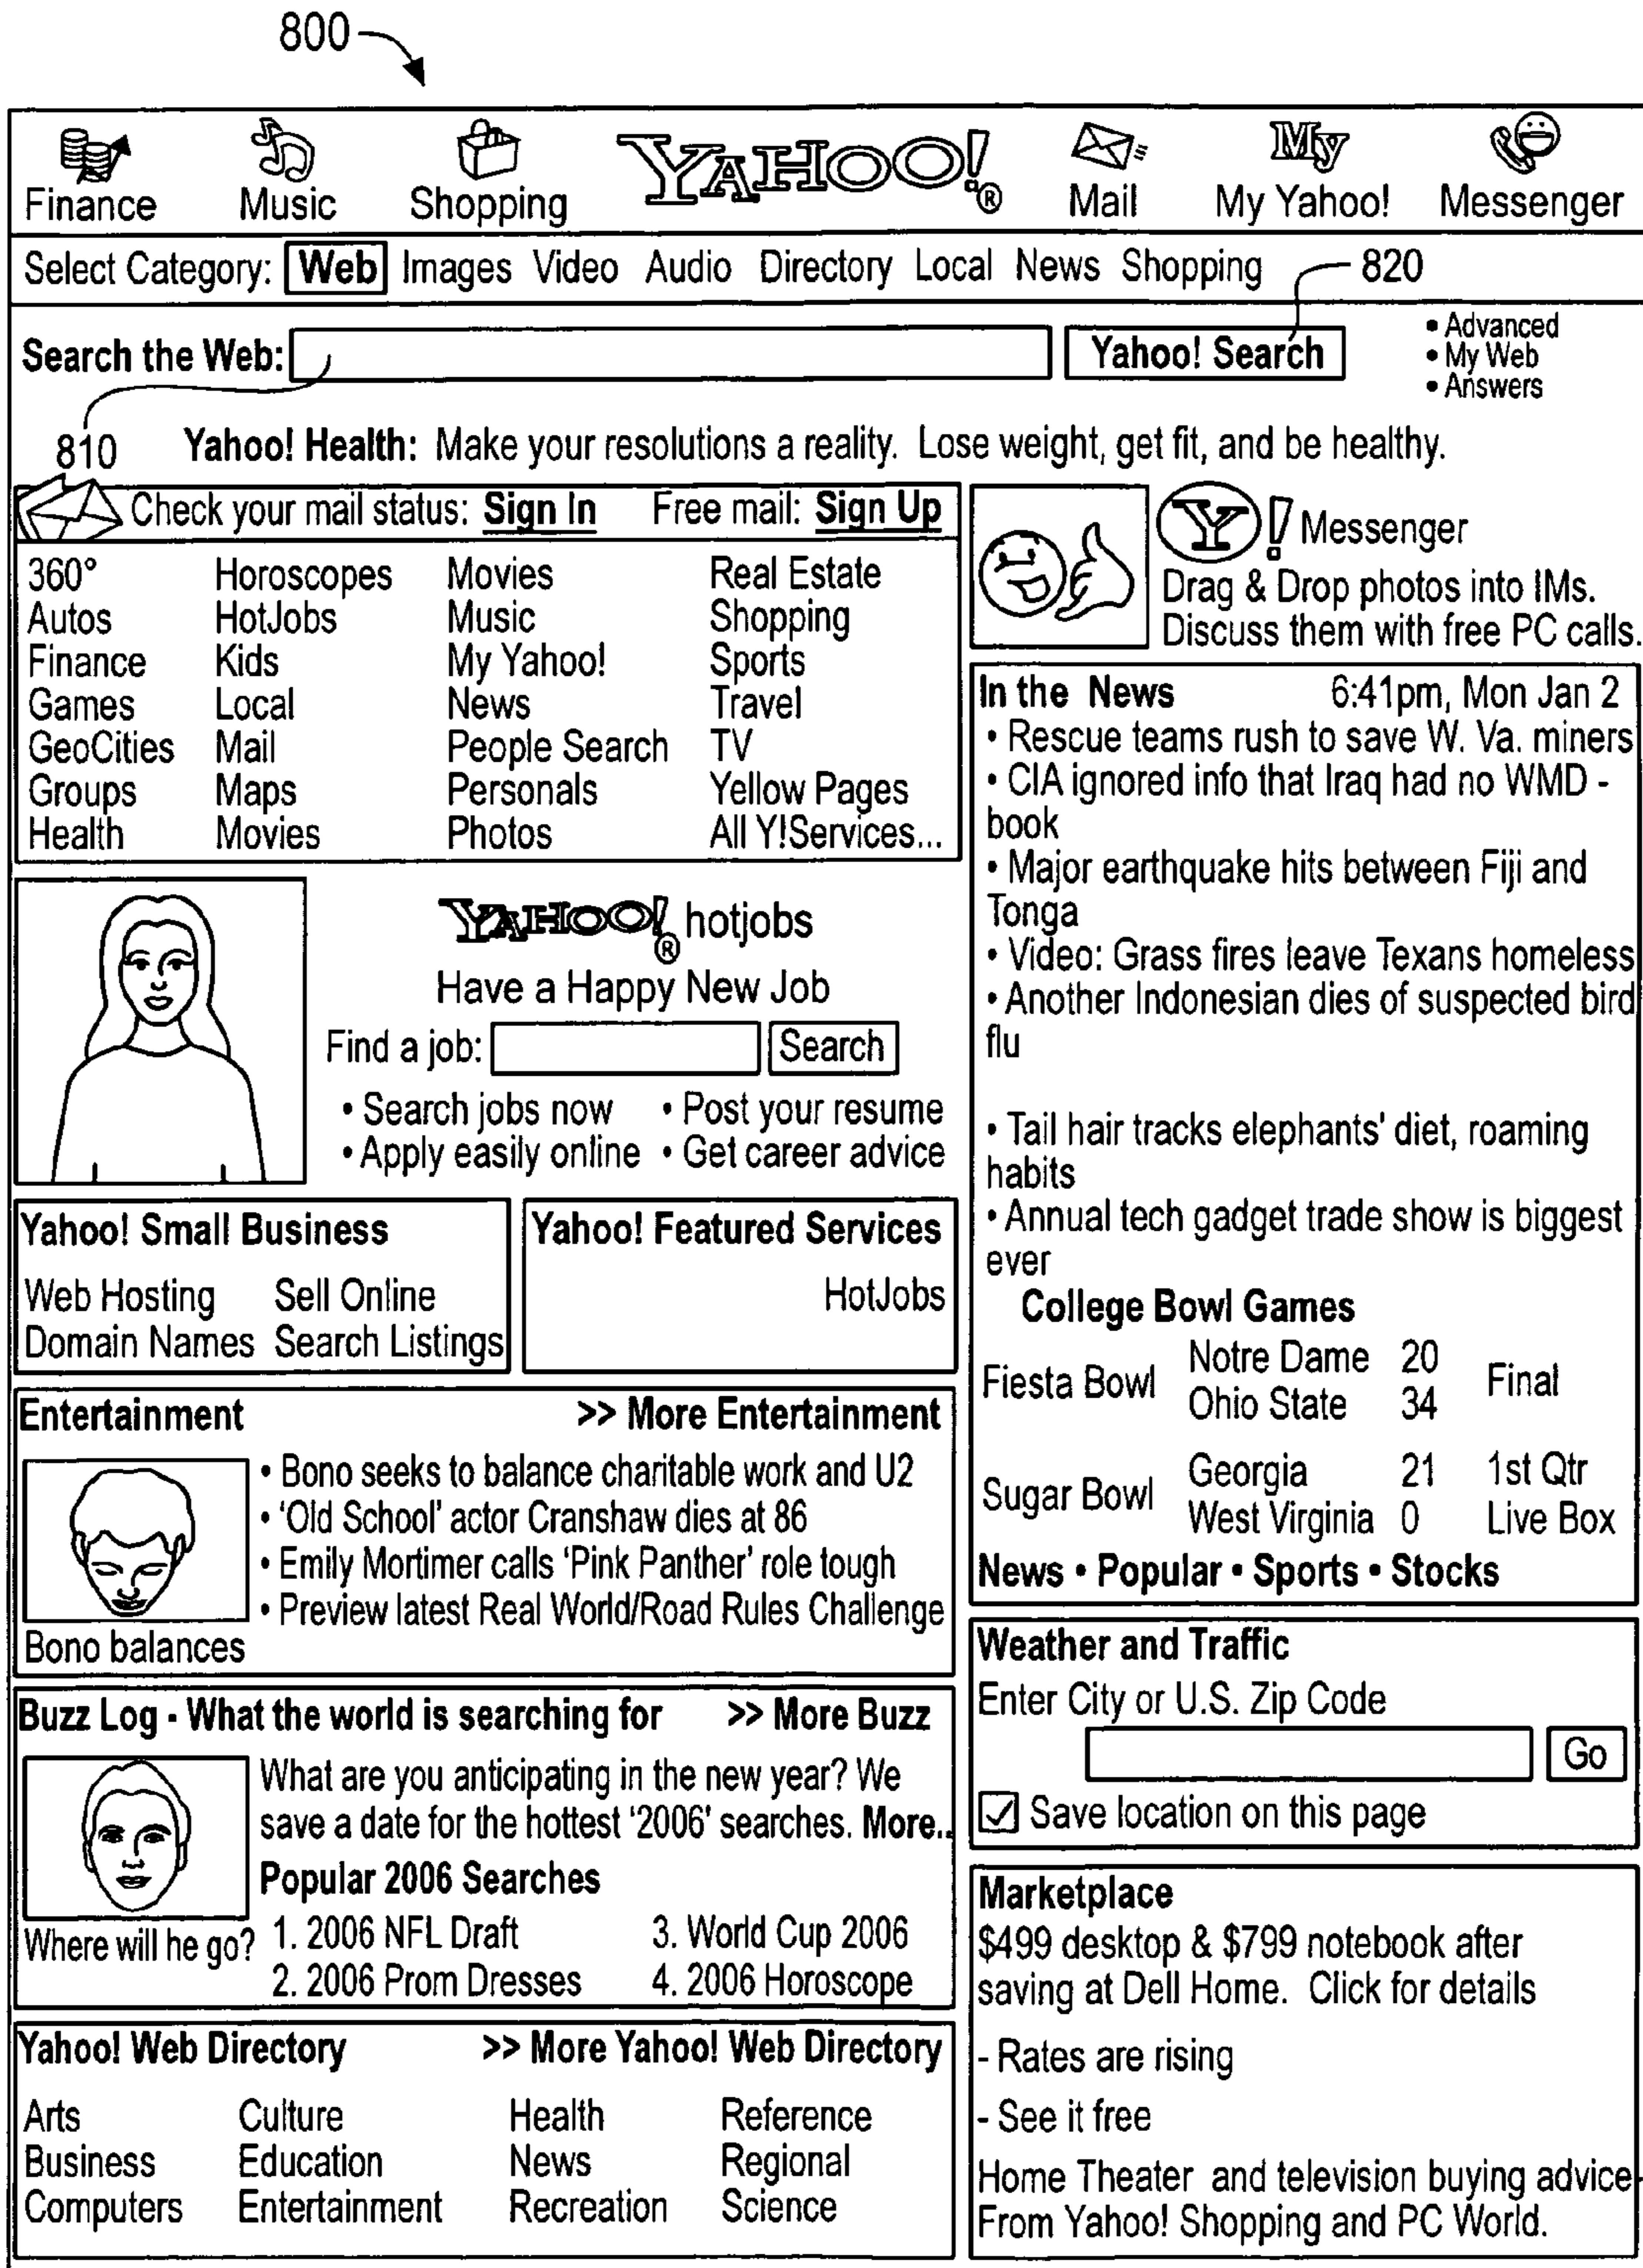 800
Finance Music Shopping YAHOO!® Mail My My Yahoo! Messenger
Select Category: Web Images Video Audio Directory Local News Shopping 820
Search the Web: Yahoo! Search
• Advanced
• My Web
• Answers
810 Yahoo! Health: Make your resolutions a reality. Lose weight, get fit, and be healthy.
Check your mail status: Sign In Free mail: Sign Up
360° Horoscopes Movies Real Estate
Autos HotJobs Music Shopping
Finance Kids My Yahoo! Sports
Games Local News Travel
GeoCities Mail People Search TV
Groups Maps Personals Yellow Pages
Health Movies Photos All Y!Services...
Y! Messenger
Drag & Drop photos into IMs.
Discuss them with free PC calls.
YAHOO!® hotjobs
Have a Happy New Job
Find a job: Search
• Search jobs now • Post your resume
• Apply easily online • Get career advice
In the News 6:41pm, Mon Jan 2
• Rescue teams rush to save W. Va. miners
• CIA ignored info that Iraq had no WMD -
book
• Major earthquake hits between Fiji and
Tonga
• Video: Grass fires leave Texans homeless
• Another Indonesian dies of suspected bird
flu
• Tail hair tracks elephants' diet, roaming
habits
• Annual tech gadget trade show is biggest
ever
College Bowl Games
Fiesta Bowl Notre Dame 20 Final
Ohio State 34
Sugar Bowl Georgia 21 1st Qtr
West Virginia 0 Live Box
News • Popular • Sports • Stocks
Yahoo! Small Business
Web Hosting Sell Online
Domain Names Search Listings
Yahoo! Featured Services
HotJobs
Entertainment >> More Entertainment
• Bono seeks to balance charitable work and U2
• 'Old School' actor Cranshaw dies at 86
• Emily Mortimer calls 'Pink Panther' role tough
• Preview latest Real World/Road Rules Challenge
Bono balances
Weather and Traffic
Enter City or U.S. Zip Code
Go
Save location on this page
Buzz Log - What the world is searching for >> More Buzz
What are you anticipating in the new year? We
save a date for the hottest '2006' searches. More..
Popular 2006 Searches
Where will he go? 1. 2006 NFL Draft 3. World Cup 2006
2. 2006 Prom Dresses 4. 2006 Horoscope
Marketplace
$499 desktop & $799 notebook after
saving at Dell Home. Click for details
- Rates are rising
- See it free
Home Theater and television buying advice-
From Yahoo! Shopping and PC World.
Yahoo! Web Directory >> More Yahoo! Web Directory
Arts Culture Health Reference
Business Education News Regional
Computers Entertainment Recreation Science